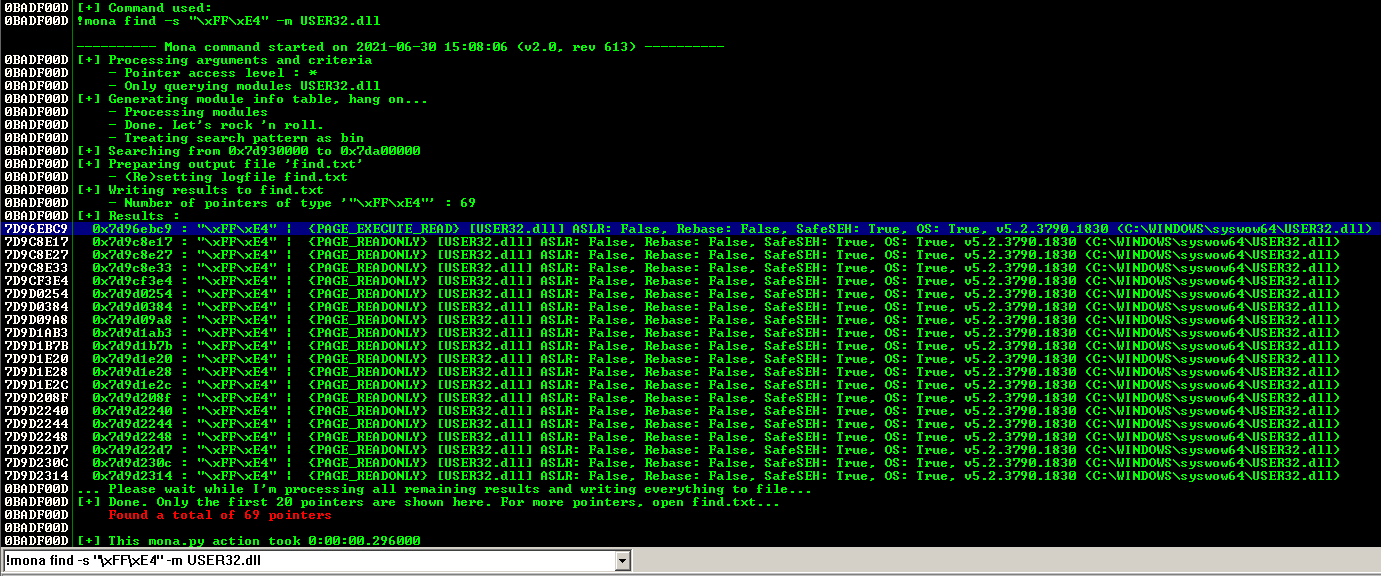 0BADF00D [+] Command used:
0BADF00D !mona find -s "\xFF\xE4" -m USER32.dll
---------- Mona command started on 2021-06-30 15:08:06 (v2.0, rev 613) ----------
0BADF00D [+] Processing arguments and criteria
0BADF00D - Pointer access level : *
0BADF00D - Only querying modules USER32.dll
0BADF00D [+] Generating module info table, hang on...
0BADF00D - Processing modules
0BADF00D - Done. Let's rock 'n roll.
0BADF00D - Treating search pattern as bin
0BADF00D [+] Searching from 0x7d930000 to 0x7da00000
0BADF00D [+] Preparing output file 'find.txt'
0BADF00D - (Re)setting logfile find.txt
0BADF00D [+] Writing results to find.txt
0BADF00D - Number of pointers of type '"\xFF\xE4"' : 69
0BADF00D [+] Results :
7D96EBC9 0x7d96ebc9 : "\xFF\xE4" | {PAGE_EXECUTE_READ} [USER32.dll] ASLR: False, Rebase: False, SafeSEH: True, OS: True, v5.2.3790.1830 (C:\WINDOWS\syswow64\USER32.dll)
7D9C8E17 0x7d9c8e17 : "\xFF\xE4" | {PAGE_READONLY} [USER32.dll] ASLR: False, Rebase: False, SafeSEH: True, OS: True, v5.2.3790.1830 (C:\WINDOWS\syswow64\USER32.dll)
7D9C8E27 0x7d9c8e27 : "\xFF\xE4" | {PAGE_READONLY} [USER32.dll] ASLR: False, Rebase: False, SafeSEH: True, OS: True, v5.2.3790.1830 (C:\WINDOWS\syswow64\USER32.dll)
7D9C8E33 0x7d9c8e33 : "\xFF\xE4" | {PAGE_READONLY} [USER32.dll] ASLR: False, Rebase: False, SafeSEH: True, OS: True, v5.2.3790.1830 (C:\WINDOWS\syswow64\USER32.dll)
7D9CF3E4 0x7d9cf3e4 : "\xFF\xE4" | {PAGE_READONLY} [USER32.dll] ASLR: False, Rebase: False, SafeSEH: True, OS: True, v5.2.3790.1830 (C:\WINDOWS\syswow64\USER32.dll)
7D9D0254 0x7d9d0254 : "\xFF\xE4" | {PAGE_READONLY} [USER32.dll] ASLR: False, Rebase: False, SafeSEH: True, OS: True, v5.2.3790.1830 (C:\WINDOWS\syswow64\USER32.dll)
7D9D0384 0x7d9d0384 : "\xFF\xE4" | {PAGE_READONLY} [USER32.dll] ASLR: False, Rebase: False, SafeSEH: True, OS: True, v5.2.3790.1830 (C:\WINDOWS\syswow64\USER32.dll)
7D9D09A8 0x7d9d09a8 : "\xFF\xE4" | {PAGE_READONLY} [USER32.dll] ASLR: False, Rebase: False, SafeSEH: True, OS: True, v5.2.3790.1830 (C:\WINDOWS\syswow64\USER32.dll)
7D9D1AB3 0x7d9d1ab3 : "\xFF\xE4" | {PAGE_READONLY} [USER32.dll] ASLR: False, Rebase: False, SafeSEH: True, OS: True, v5.2.3790.1830 (C:\WINDOWS\syswow64\USER32.dll)
7D9D1B7B 0x7d9d1b7b : "\xFF\xE4" | {PAGE_READONLY} [USER32.dll] ASLR: False, Rebase: False, SafeSEH: True, OS: True, v5.2.3790.1830 (C:\WINDOWS\syswow64\USER32.dll)
7D9D1E20 0x7d9d1e20 : "\xFF\xE4" | {PAGE_READONLY} [USER32.dll] ASLR: False, Rebase: False, SafeSEH: True, OS: True, v5.2.3790.1830 (C:\WINDOWS\syswow64\USER32.dll)
7D9D1E28 0x7d9d1e28 : "\xFF\xE4" | {PAGE_READONLY} [USER32.dll] ASLR: False, Rebase: False, SafeSEH: True, OS: True, v5.2.3790.1830 (C:\WINDOWS\syswow64\USER32.dll)
7D9D1E2C 0x7d9d1e2c : "\xFF\xE4" | {PAGE_READONLY} [USER32.dll] ASLR: False, Rebase: False, SafeSEH: True, OS: True, v5.2.3790.1830 (C:\WINDOWS\syswow64\USER32.dll)
7D9D208F 0x7d9d208f : "\xFF\xE4" | {PAGE_READONLY} [USER32.dll] ASLR: False, Rebase: False, SafeSEH: True, OS: True, v5.2.3790.1830 (C:\WINDOWS\syswow64\USER32.dll)
7D9D2240 0x7d9d2240 : "\xFF\xE4" | {PAGE_READONLY} [USER32.dll] ASLR: False, Rebase: False, SafeSEH: True, OS: True, v5.2.3790.1830 (C:\WINDOWS\syswow64\USER32.dll)
7D9D2244 0x7d9d2244 : "\xFF\xE4" | {PAGE_READONLY} [USER32.dll] ASLR: False, Rebase: False, SafeSEH: True, OS: True, v5.2.3790.1830 (C:\WINDOWS\syswow64\USER32.dll)
7D9D2248 0x7d9d2248 : "\xFF\xE4" | {PAGE_READONLY} [USER32.dll] ASLR: False, Rebase: False, SafeSEH: True, OS: True, v5.2.3790.1830 (C:\WINDOWS\syswow64\USER32.dll)
7D9D22D7 0x7d9d22d7 : "\xFF\xE4" | {PAGE_READONLY} [USER32.dll] ASLR: False, Rebase: False, SafeSEH: True, OS: True, v5.2.3790.1830 (C:\WINDOWS\syswow64\USER32.dll)
7D9D230C 0x7d9d230c : "\xFF\xE4" | {PAGE_READONLY} [USER32.dll] ASLR: False, Rebase: False, SafeSEH: True, OS: True, v5.2.3790.1830 (C:\WINDOWS\syswow64\USER32.dll)
7D9D2314 0x7d9d2314 : "\xFF\xE4" | {PAGE_READONLY} [USER32.dll] ASLR: False, Rebase: False, SafeSEH: True, OS: True, v5.2.3790.1830 (C:\WINDOWS\syswow64\USER32.dll)
0BADF00D ... Please wait while I'm processing all remaining results and writing everything to file...
0BADF00D [+] Done. Only the first 20 pointers are shown here. For more pointers, open find.txt...
0BADF00D Found a total of 69 pointers
0BADF00D
0BADF00D [+] This mona.py action took 0:00:00.296000
!mona find -s "\xFF\xE4" -m USER32.dll